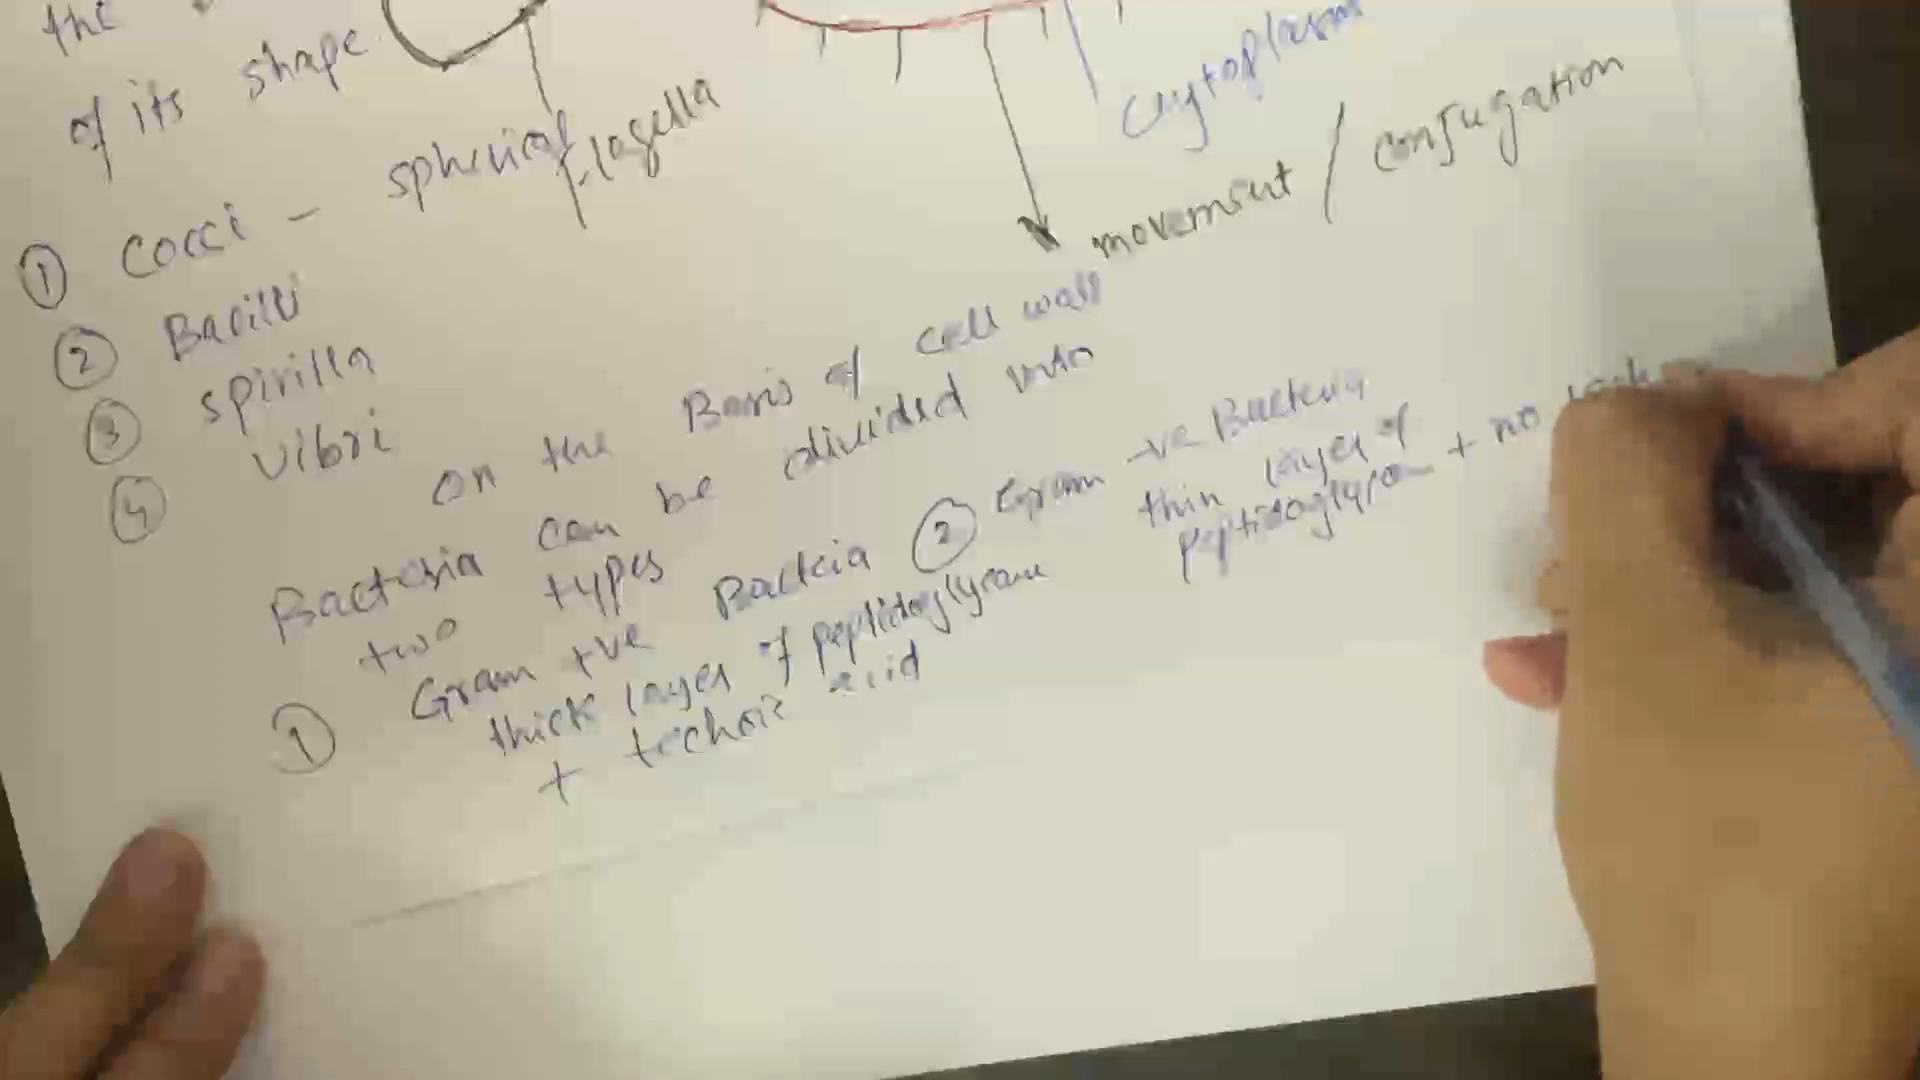 the
of its shape
flagella
Cytoplasm
movement / conjugation
① Cocci - spherical
② Bacilli
③ spirilla
④ vibri
on the Basis of cell wall
Bacteria can be divided into
two types
① Gram +ve Bacteia ② Gram -ve Bacteria
thick layer of peptidoglycane
+ techoic acid
thin layer of
peptidoglycan + no